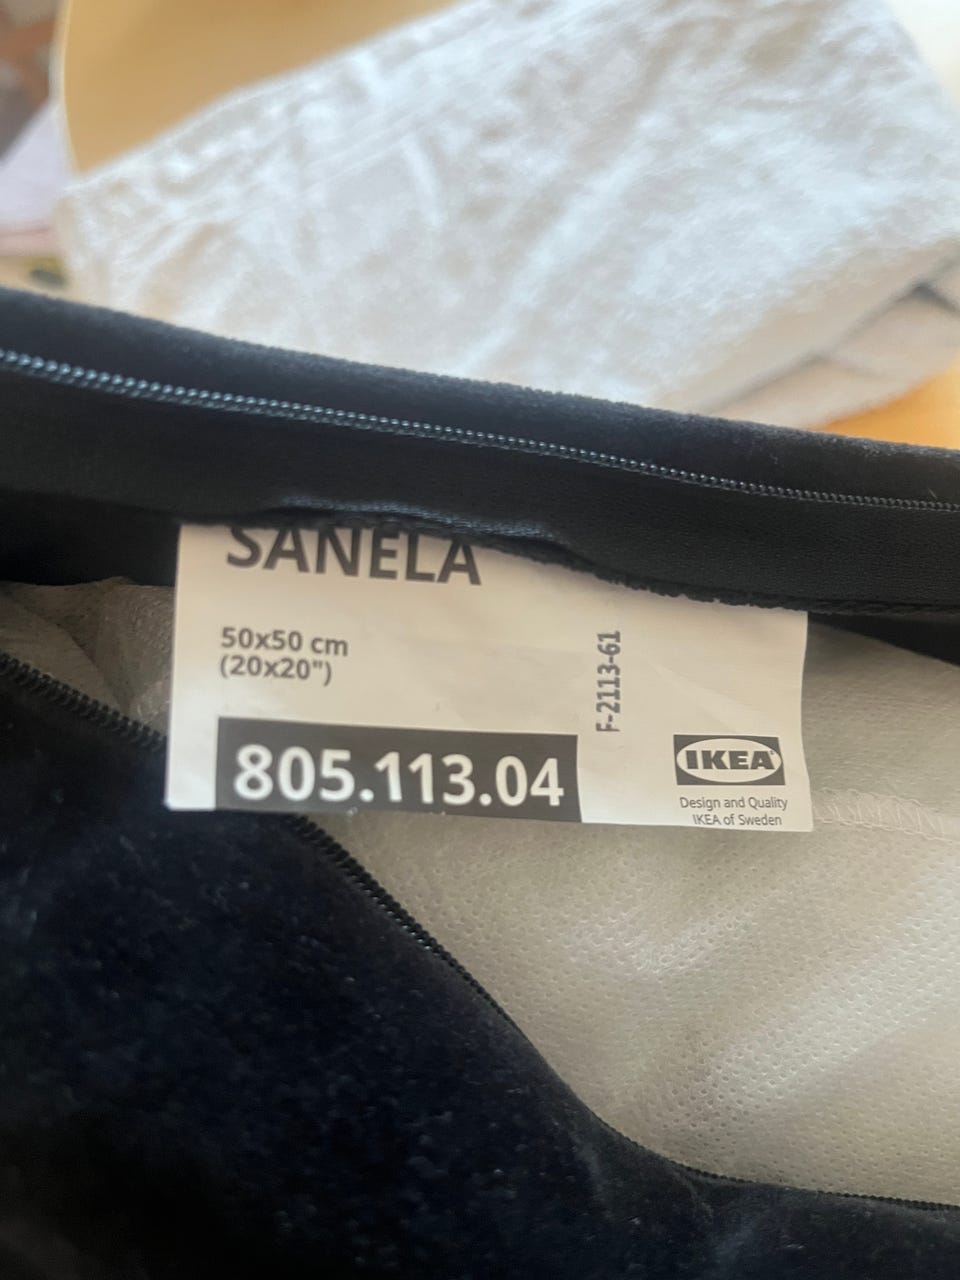 SANELA
50x50 cm
(20x20")
805.113.04
F-2113-61
IKEA®
Design and Quality
IKEA of Sweden